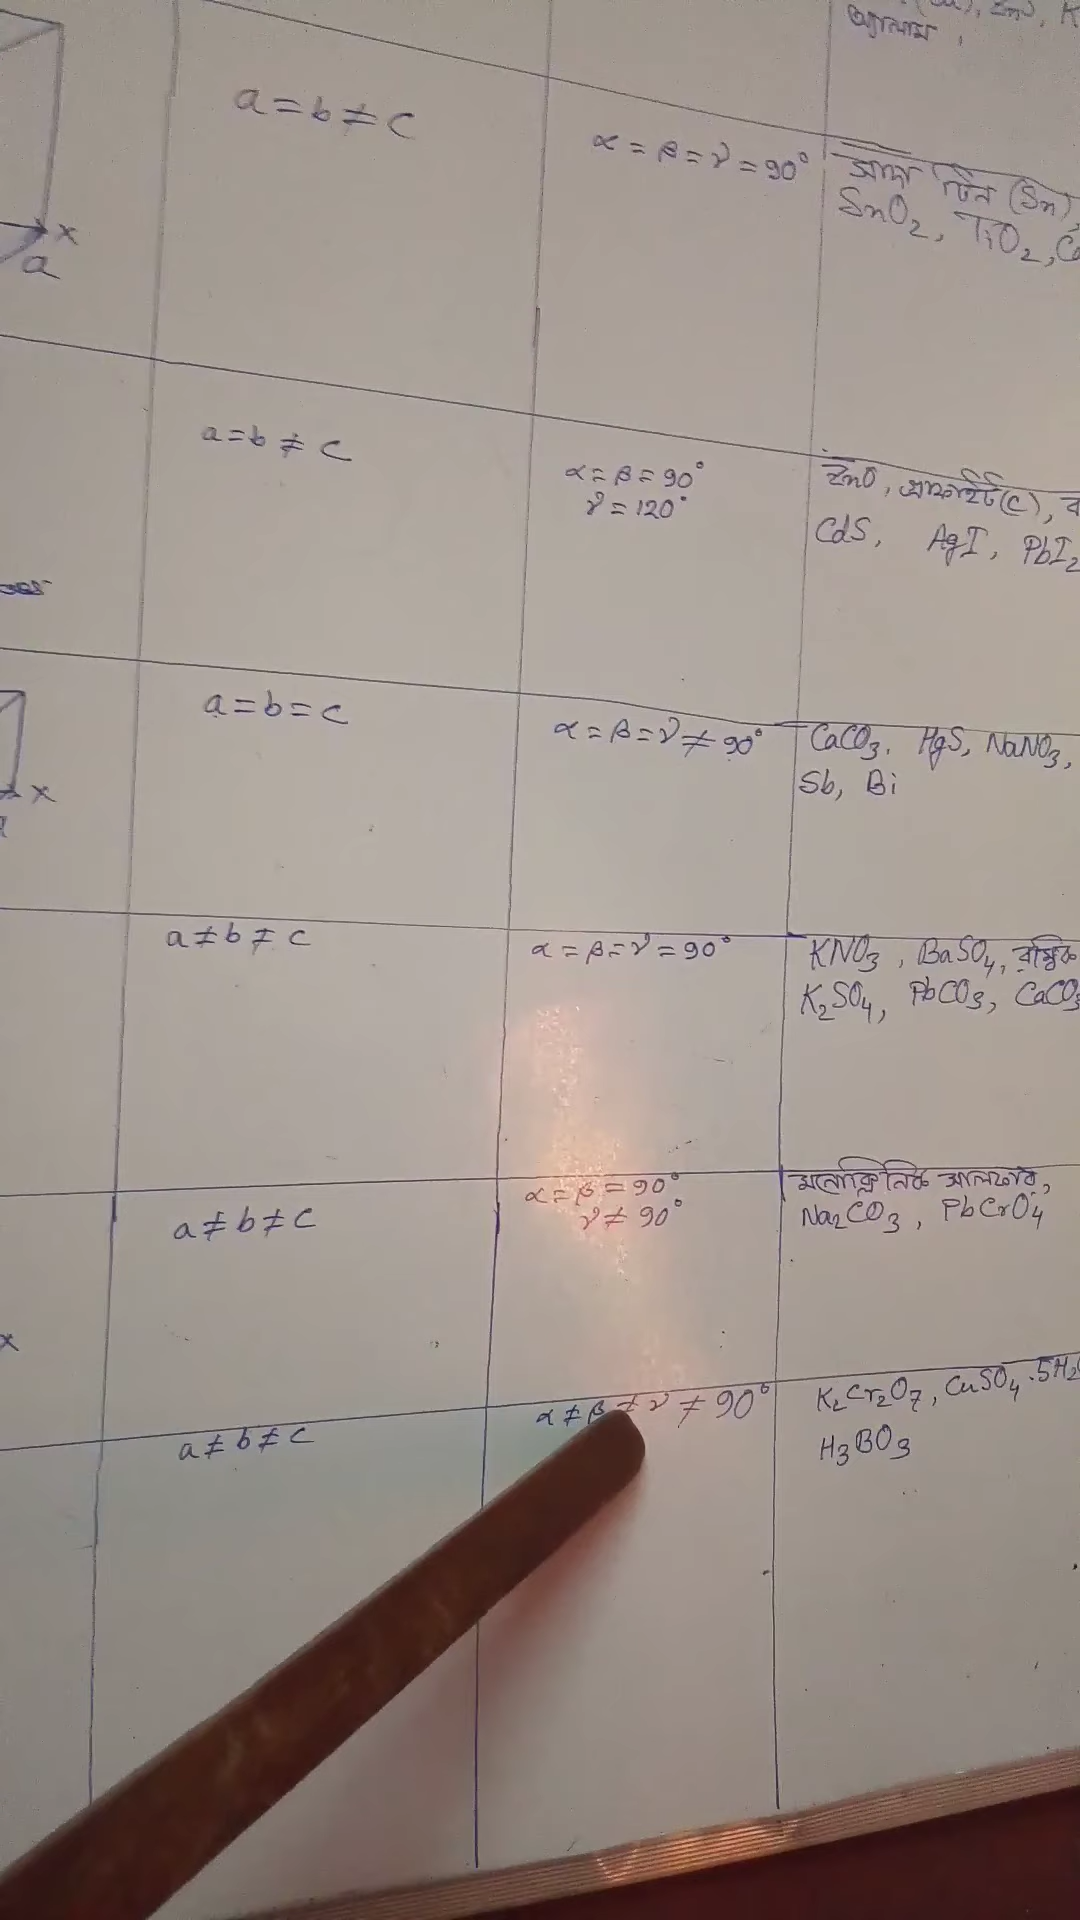 অ্যালাম ,
a = b ≠ c
α = β = γ = 90°
সাদা টিন (Sn),
SnO₂, TiO₂,
x
a
a = b ≠ c
α = β = 90°
γ = 120°
ZnO, গ্রাফাইট(C),
CdS, AgI, PbI₂
a = b = c
α = β = γ ≠ 90°
CaCO₃, HgS, NaNO₃,
Sb, Bi
x
a ≠ b ≠ c
α = β = γ = 90°
KNO₃, BaSO₄, রম্বিক
K₂SO₄, PbCO₃, CaCO₃
a ≠ b ≠ c
α = β = 90°
γ ≠ 90°
মনোক্লিনিক সালফার,
Na₂CO₃, PbCrO₄
x
a ≠ b ≠ c
α ≠ β ≠ γ ≠ 90°
K₂Cr₂O₇, CuSO₄.5H₂
H₃BO₃